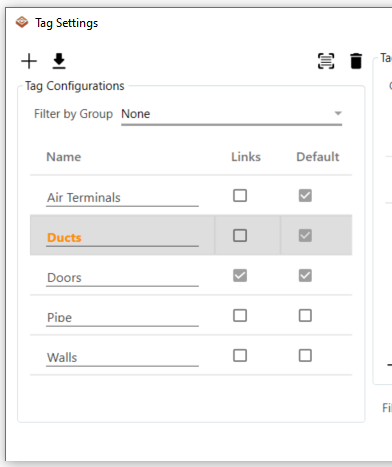 Tag Settings
Tag Configurations
Ta
Filter by Group None
Name Links Default
Air Terminals
Ducts
Doors
Pipe
Walls
Fi